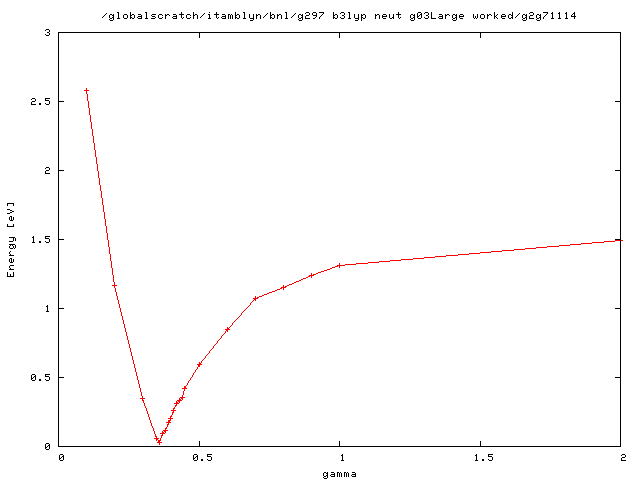 /globalscratch/itamblyn/bnl/g297 b3lyp neut g03Large worked/g2g71114
3
2.5
2
1.5
1
0.5
0
Energy [eV]
0 0.5 1 1.5 2
gamma